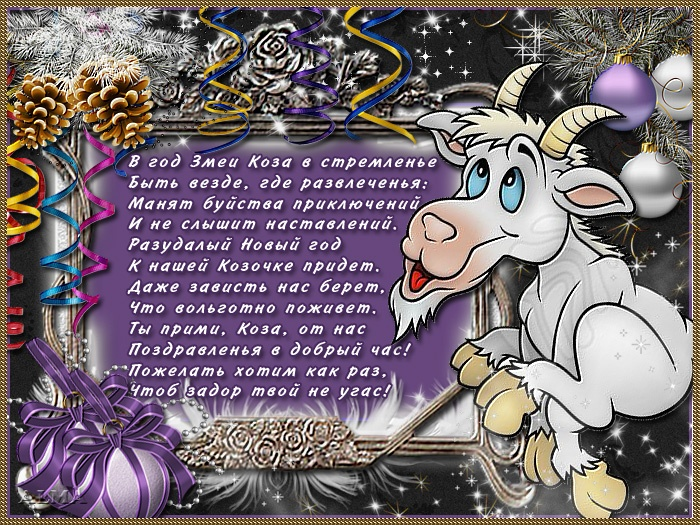 В год Змеи Коза в стремленье
Быть везде, где развлеченья:
Манят буйства приключений
И не слышит наставлений.
Разудалый Новый год
К нашей Козочке придет.
Даже зависть нас берет,
Что вольготно поживет.
Ты прими, Коза, от нас
Поздравленья в добрый час!
Пожелать хотим как раз,
Чтоб задор твой не угас!